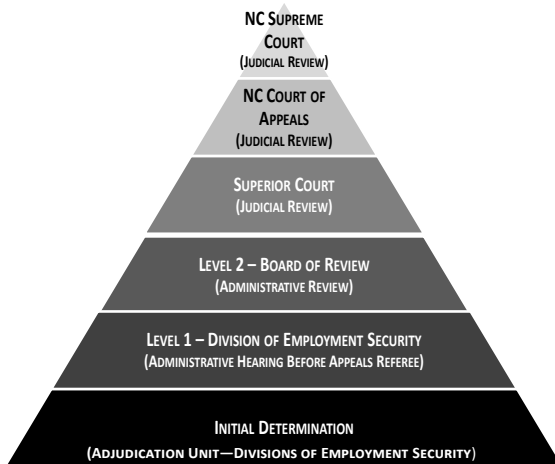 NC SUPREME
COURT
(JUDICIAL REVIEW)
NC COURT OF
APPEALS
(JUDICIAL REVIEW)
SUPERIOR COURT
(JUDICIAL REVIEW)
LEVEL 2 – BOARD OF REVIEW
(ADMINISTRATIVE REVIEW)
LEVEL 1 – DIVISION OF EMPLOYMENT SECURITY
(ADMINISTRATIVE HEARING BEFORE APPEALS REFEREE)
INITIAL DETERMINATION
(ADJUDICATION UNIT—DIVISIONS OF EMPLOYMENT SECURITY)